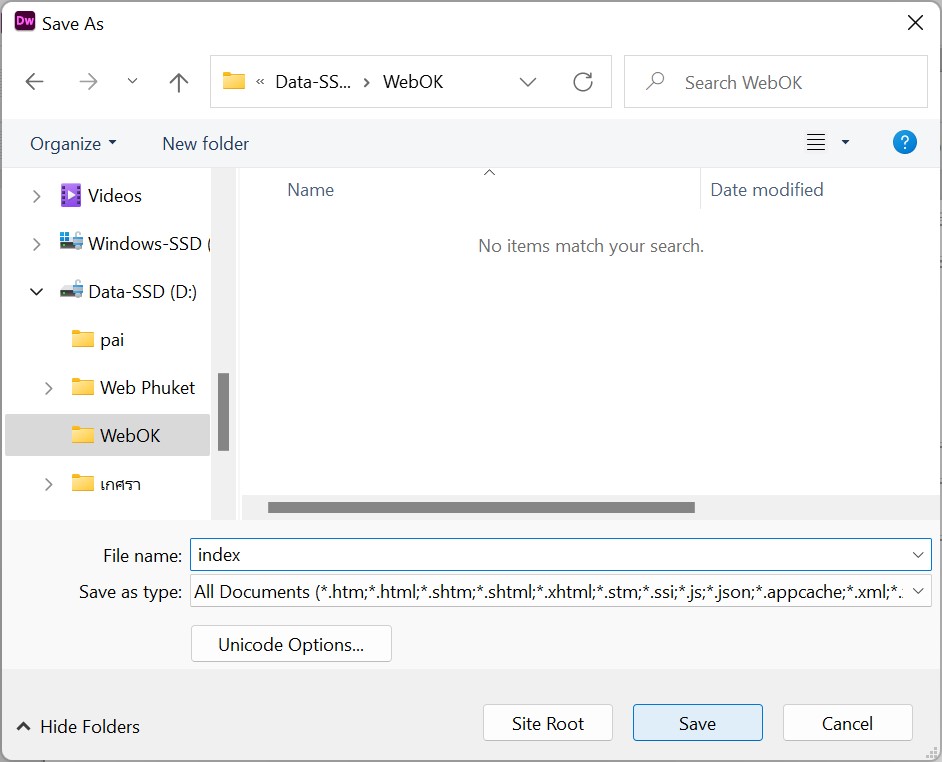 Dw Save As
« Data-SS... › WebOK
Search WebOK
Organize
New folder
?
Name
Date modified
No items match your search.
Videos
Windows-SSD (
Data-SSD (D:)
pai
Web Phuket
WebOK
เกศรา
File name: index
Save as type: All Documents (*.htm;*.html;*.shtm;*.shtml;*.xhtml;*.stm;*.ssi;*.js;*.json;*.appcache;*.xml;*.
Unicode Options...
Hide Folders
Site Root
Save
Cancel